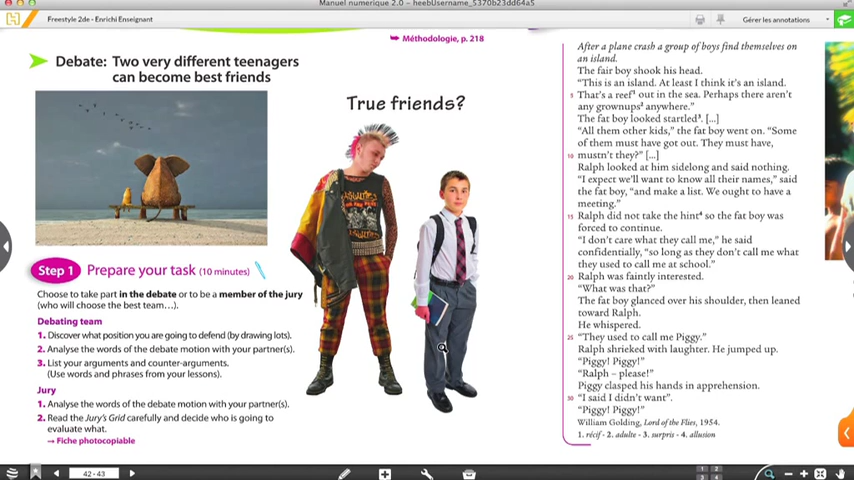 Manuel numerique 2.0 - heebUsername_5370b23dd64a5
Freestyle 2de - Enrichi Enseignant
Gérer les annotations
Méthodologie, p. 218
Debate: Two very different teenagers
can become best friends
True friends?
Step 1 Prepare your task (10 minutes)
Choose to take part in the debate or to be a member of the jury
(who will choose the best team...).
Debating team
1. Discover what position you are going to defend (by drawing lots).
2. Analyse the words of the debate motion with your partner(s).
3. List your arguments and counter-arguments.
(Use words and phrases from your lessons).
Jury
1. Analyse the words of the debate motion with your partner(s).
2. Read the Jury's Grid carefully and decide who is going to
evaluate what.
→ Fiche photocopiable
After a plane crash a group of boys find themselves on
an island.
The fair boy shook his head.
"This is an island. At least I think it's an island.
5 That's a reef1 out in the sea. Perhaps there aren't
any grownups2 anywhere."
The fat boy looked startled3. [...]
"All them other kids," the fat boy went on. "Some
of them must have got out. They must have,
10 mustn't they?" [...]
Ralph looked at him sidelong and said nothing.
"I expect we'll want to know all their names," said
the fat boy, "and make a list. We ought to have a
meeting."
15 Ralph did not take the hint4 so the fat boy was
forced to continue.
"I don't care what they call me," he said
confidentially, "so long as they don't call me what
they used to call me at school."
20 Ralph was faintly interested.
"What was that?"
The fat boy glanced over his shoulder, then leaned
toward Ralph.
He whispered.
25 "They used to call me Piggy."
Ralph shrieked with laughter. He jumped up.
"Piggy! Piggy!"
"Ralph – please!"
Piggy clasped his hands in apprehension.
30 "I said I didn't want".
"Piggy! Piggy!"
William Golding, Lord of the Flies, 1954.
1. récif - 2. adulte - 3. surpris - 4. allusion
42 - 43
1 2
3 4